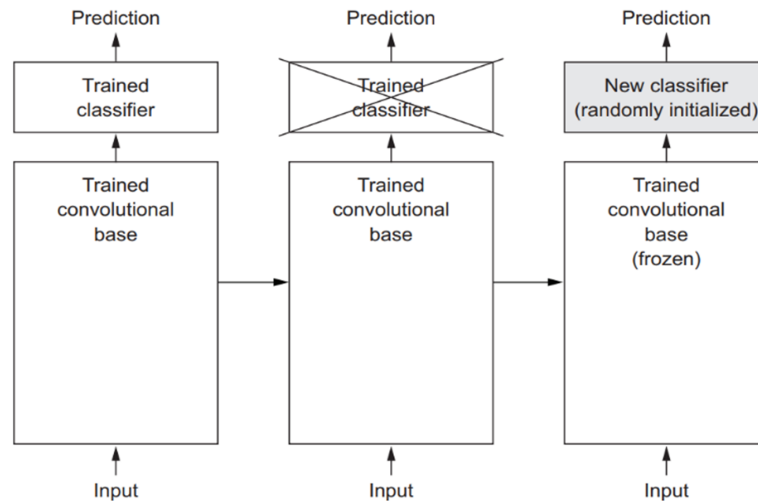 Prediction
Trained
classifier
Trained
convolutional
base
Input
Prediction
Trained
classifier
Trained
convolutional
base
Input
Prediction
New classifier
(randomly initialized)
Trained
convolutional
base
(frozen)
Input